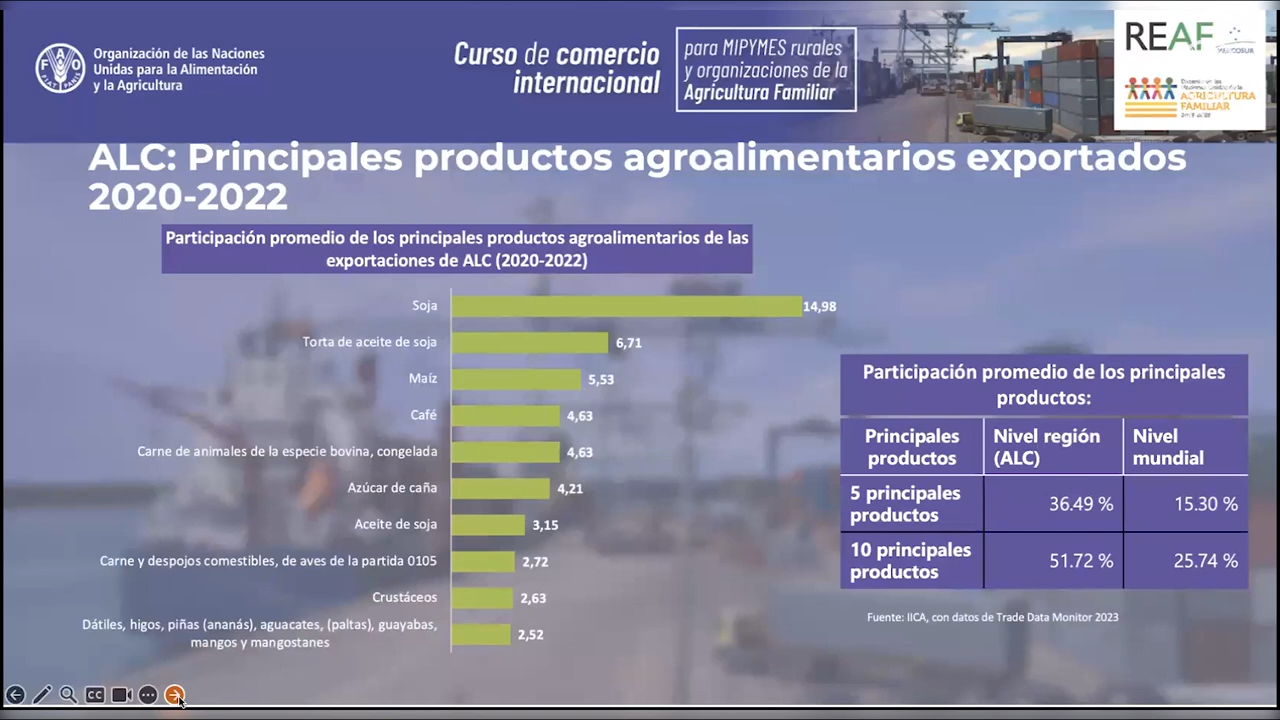 Organización de las Naciones
Unidas para la Alimentación
y la Agricultura
Curso de comercio
internacional
para MIPYMES rurales
y organizaciones de la
Agricultura Familiar
REAF
MERCOSUR
AGRICULTURA
FAMILIAR
ALC: Principales productos agroalimentarios exportados
2020-2022
Participación promedio de los principales productos agroalimentarios de las
exportaciones de ALC (2020-2022)
Soja 14,98
Torta de aceite de soja 6,71
Maíz 5,53
Café 4,63
Carne de animales de la especie bovina, congelada 4,63
Azúcar de caña 4,21
Aceite de soja 3,15
Carne y despojos comestibles, de aves de la partida 0105 2,72
Crustáceos 2,63
Dátiles, higos, piñas (ananás), aguacates, (paltas), guayabas,
mangos y mangostanes 2,52
Participación promedio de los principales
productos:
Principales
productos
Nivel región
(ALC)
Nivel
mundial
5 principales
productos
36.49 % 15.30 %
10 principales
productos
51.72 % 25.74 %
Fuente: IICA, con datos de Trade Data Monitor 2023
CC